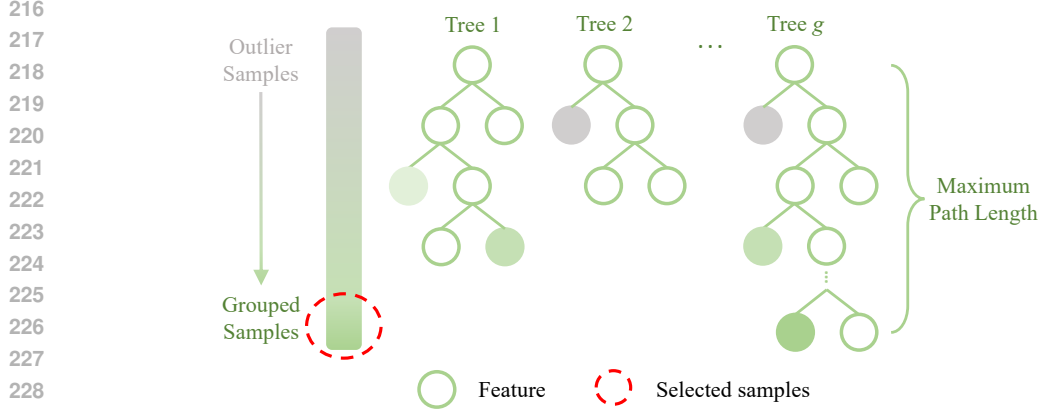 216
217
218
219
220
221
222
223
224
225
226
227
228
Outlier
Samples
Grouped
Samples
Tree 1
Tree 2
...
Tree g
Maximum
Path Length
Feature
Selected samples